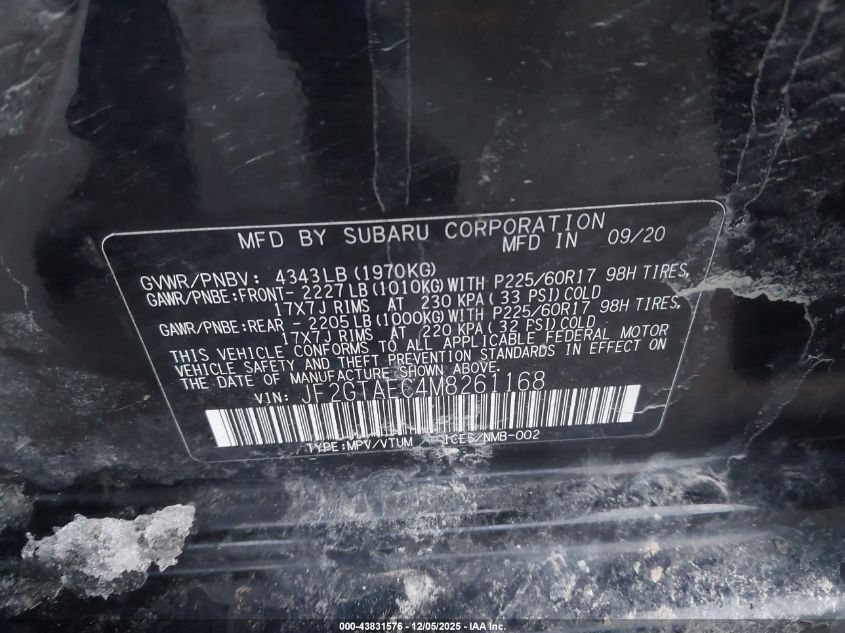 MFD BY SUBARU CORPORATION
MFD IN 09/20
GVWR/PNBV: 4343LB (1970KG)
GAWR/PNBE:FRONT- 2227LB (1010KG) WITH P225/60R17 98H TIRES,
17X7J RIMS AT 230 KPA ( 33 PSI) COLD
GAWR/PNBE:REAR - 2205LB (1000KG) WITH P225/60R17 98H TIRES,
17X7J RIMS AT 220 KPA ( 32 PSI) COLD
THIS VEHICLE CONFORMS TO ALL APPLICABLE FEDERAL MOTOR
VEHICLE SAFETY AND THEFT PREVENTION STANDARDS IN EFFECT ON
THE DATE OF MANUFACTURE SHOWN ABOVE.
VIN: JF2GTAEC4M8261168
TYPE:MPV/VTUM ICES/NMB-002
000-43831576 - 12/05/2025 - IAA Inc.